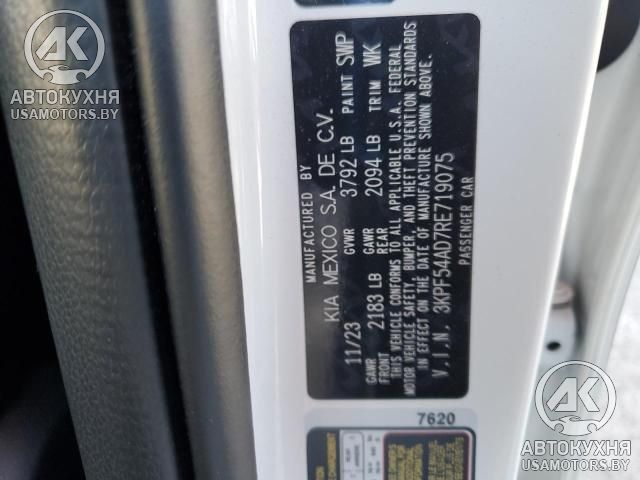 АК
АВТОКУХНЯ
USAMOTORS.BY
MANUFACTURED BY
KIA MEXICO S.A. DE C.V.
11/23 GVWR 3792 LB PAINT SWP
GAWR FRONT 2183 LB GAWR REAR 2094 LB TRIM WK
THIS VEHICLE CONFORMS TO ALL APPLICABLE U.S.A. FEDERAL
MOTOR VEHICLE SAFETY, BUMPER, AND THEFT PREVENTION STANDARDS
IN EFFECT ON THE DATE OF MANUFACTURE SHOWN ABOVE.
V.I.N. 3KPF54AD7RE719075
PASSENGER CAR
7620
АК
АВТОКУХНЯ
USAMOTORS.BY